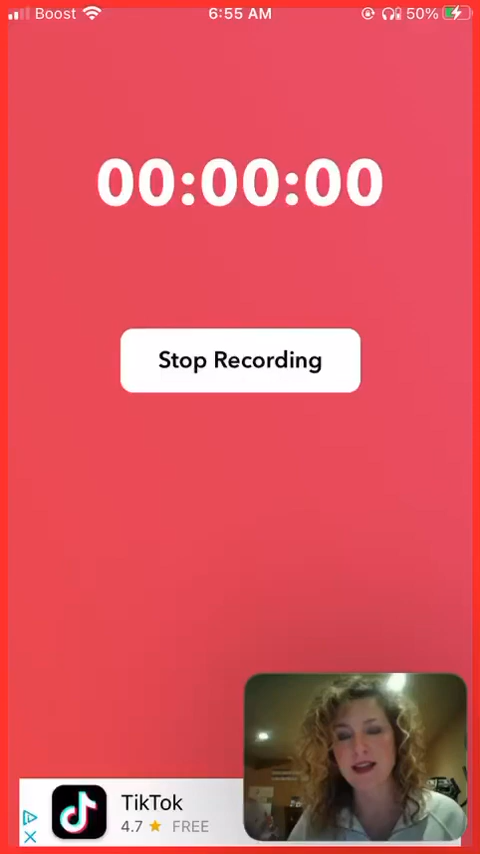 Boost 6:55 AM 50%
00:00:00
Stop Recording
TikTok
4.7 ★ FREE